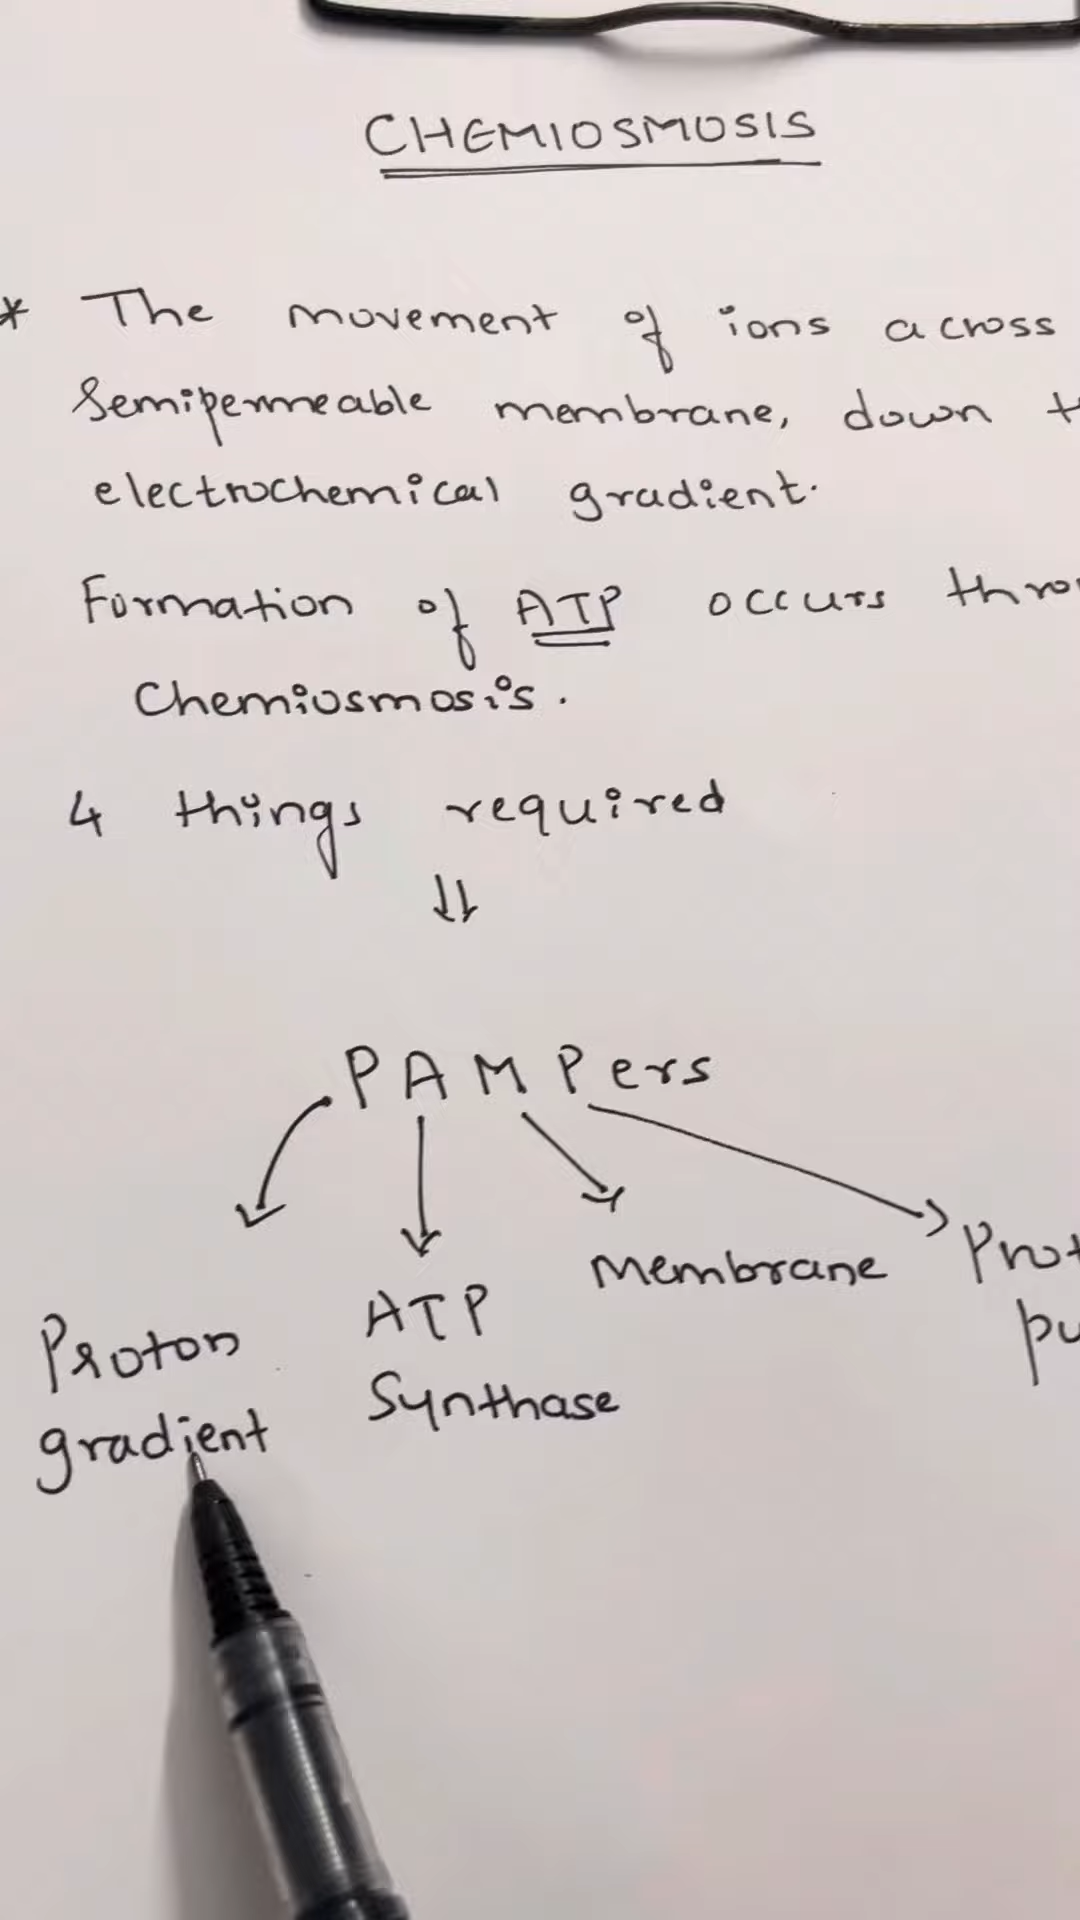 CHEMIOSMOSIS
* The movement of ions across
Semipermeable membrane, down
electrochemical gradient.
Formation of ATP occurs
Chemiosmosis.
4 things required
PAMPers
Proton gradient
ATP Synthase
Membrane